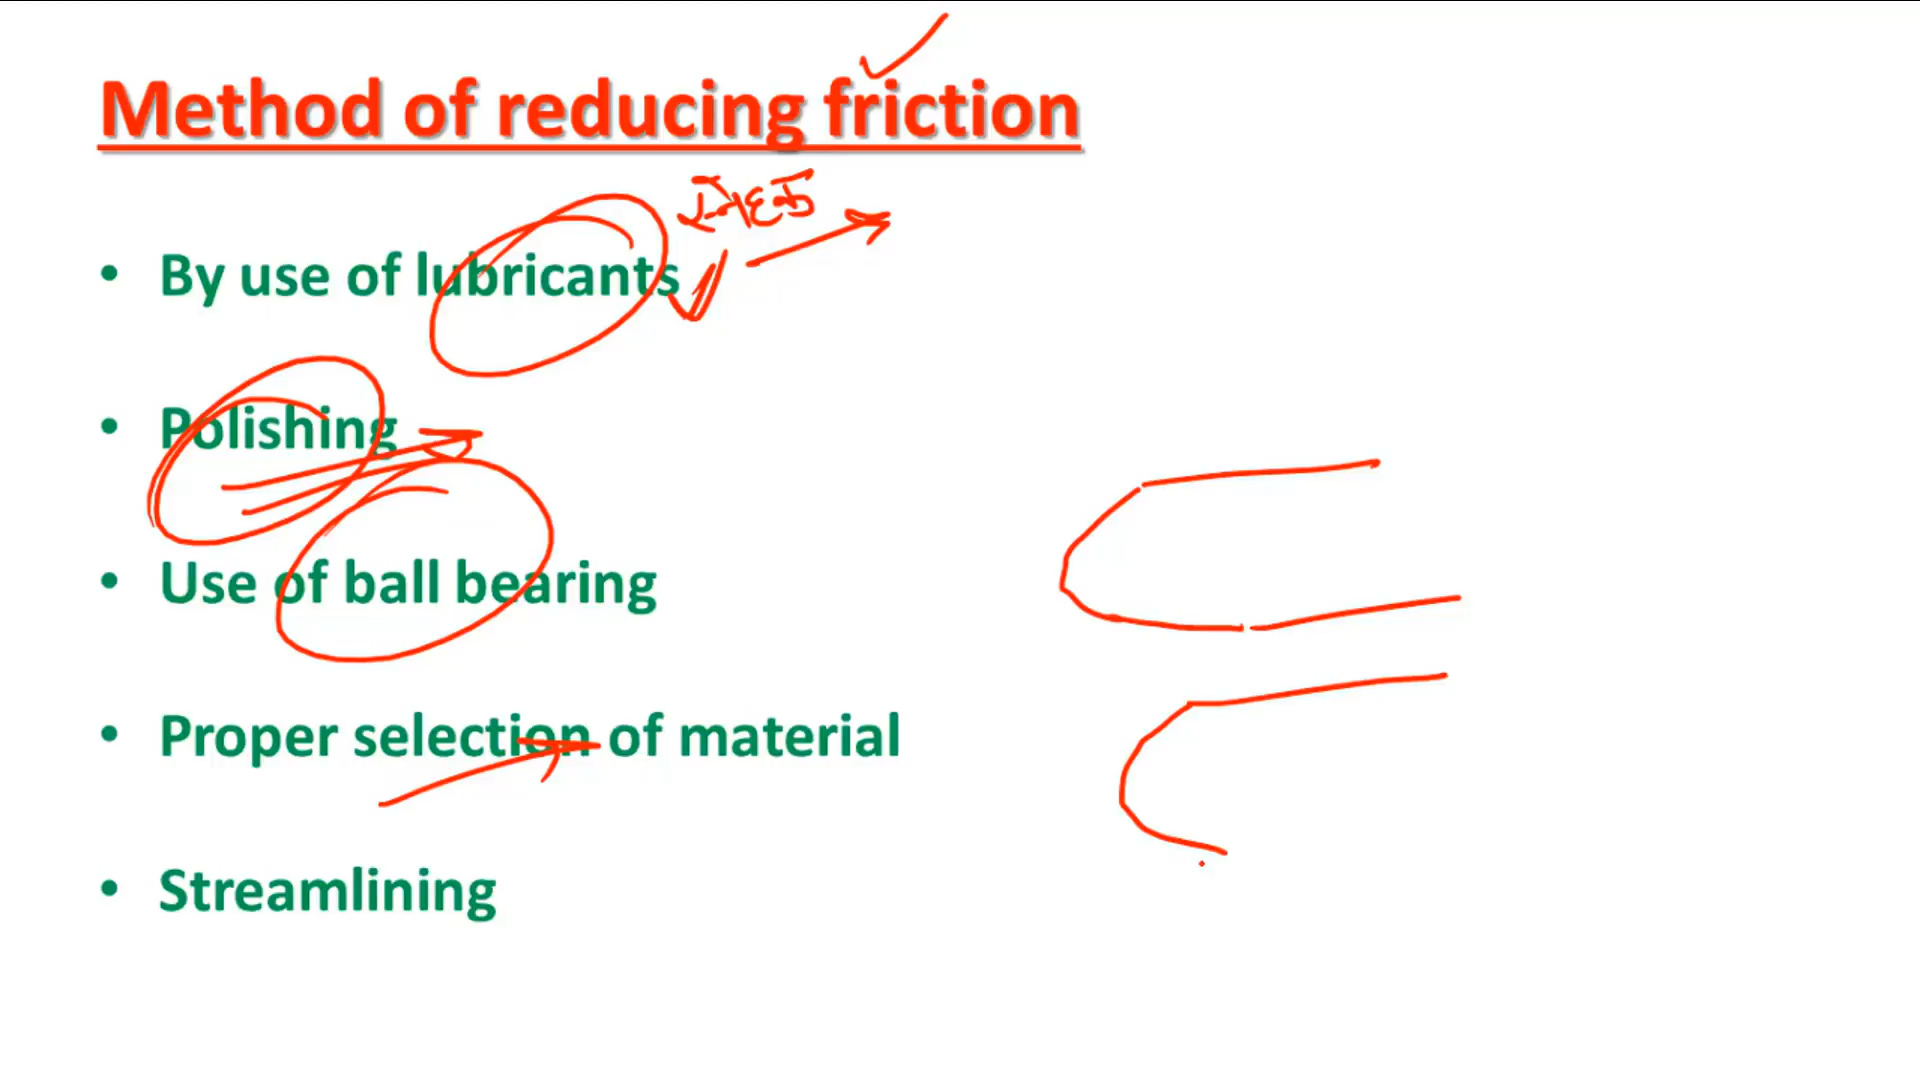 Method of reducing friction
• By use of lubricants
• Polishing
• Use of ball bearing
• Proper selection of material
• Streamlining